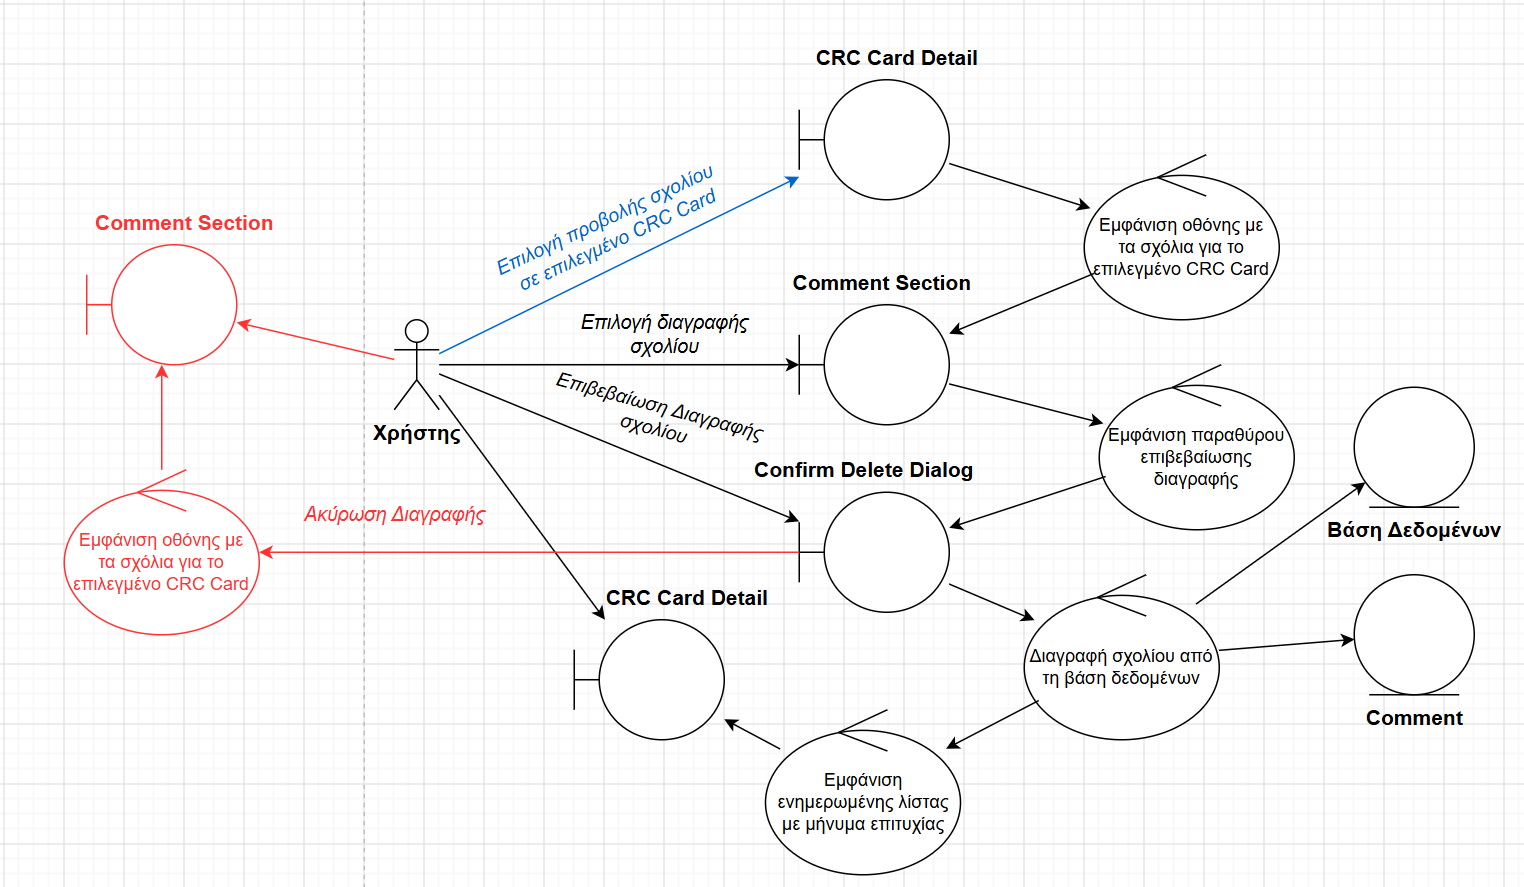 CRC Card Detail
Επιλογή προβολής σχολίου
σε επιλεγμένο CRC Card
Comment Section
Εμφάνιση οθόνης με
τα σχόλια για το
επιλεγμένο CRC Card
Comment Section
Επιλογή διαγραφής
σχολίου
Επιβεβαίωση Διαγραφής
σχολίου
Χρήστης
Εμφάνιση παραθύρου
επιβεβαίωσης
διαγραφής
Confirm Delete Dialog
Ακύρωση Διαγραφής
Βάση Δεδομένων
Εμφάνιση οθόνης με
τα σχόλια για το
επιλεγμένο CRC Card
CRC Card Detail
Διαγραφή σχολίου από
τη βάση δεδομένων
Comment
Εμφάνιση
ενημερωμένης λίστας
με μήνυμα επιτυχίας